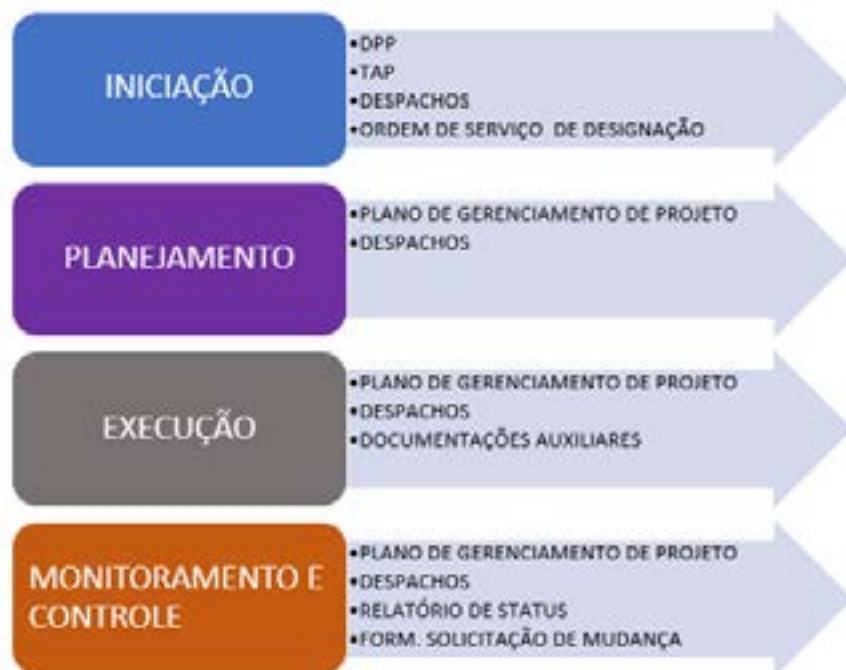 INICIAÇÃO
•DPP
•TAP
•DESPACHOS
•ORDEM DE SERVIÇO DE DESIGNAÇÃO
PLANEJAMENTO
•PLANO DE GERENCIAMENTO DE PROJETO
•DESPACHOS
EXECUÇÃO
•PLANO DE GERENCIAMENTO DE PROJETO
•DESPACHOS
•DOCUMENTAÇÕES AUXILIARES
MONITORAMENTO E
CONTROLE
•PLANO DE GERENCIAMENTO DE PROJETO
•DESPACHOS
•RELATÓRIO DE STATUS
•FORM. SOLICITAÇÃO DE MUDANÇA